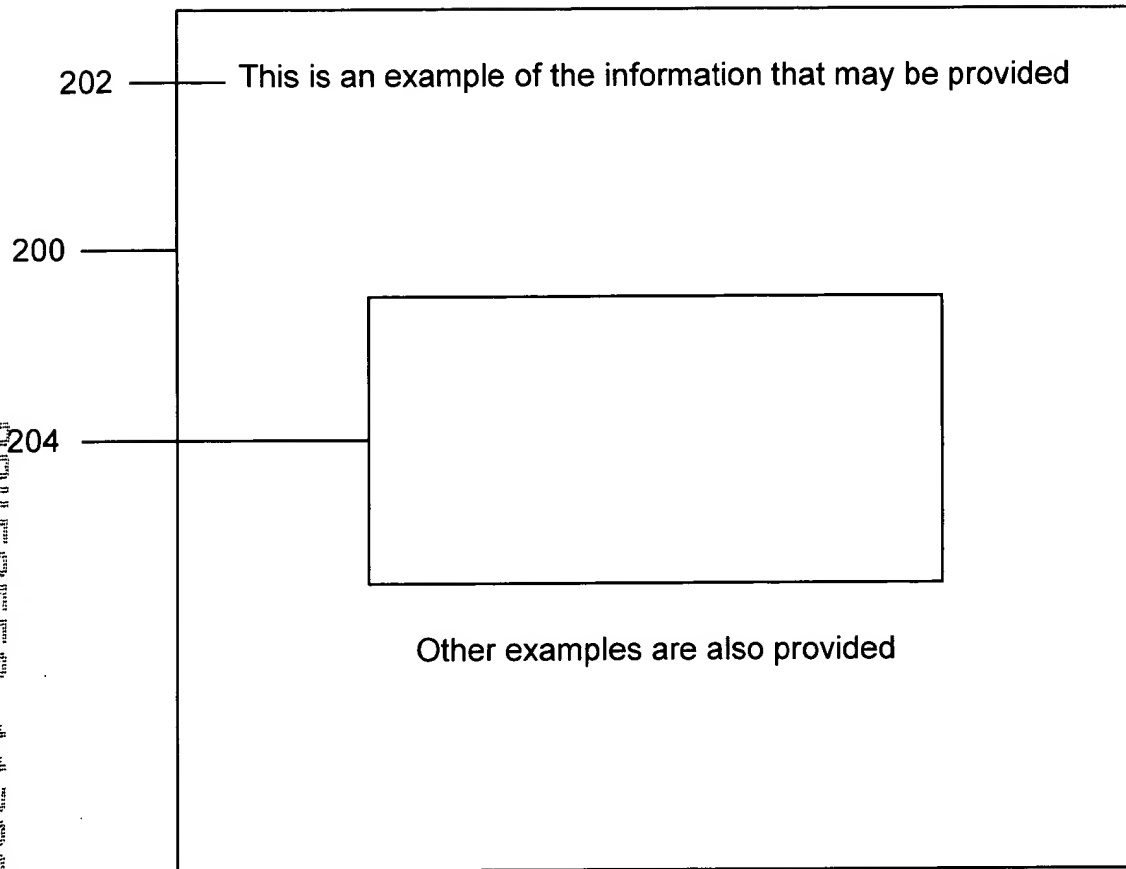 202 This is an example of the information that may be provided
200
204
Other examples are also provided